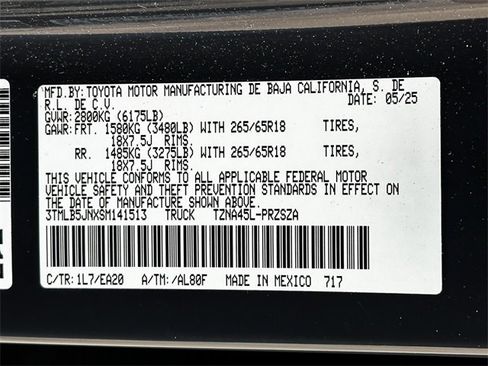 MFD.BY:TOYOTA MOTOR MANUFACTURING DE BAJA CALIFORNIA, S. DE
R.L. DE C.V. DATE: 05/25
GVWR: 2800KG (6175LB)
GAWR: FRT. 1580KG (3480LB) WITH 265/65R18 TIRES,
18X7.5J RIMS.
RR. 1485KG (3275LB) WITH 265/65R18 TIRES,
18X7.5J RIMS.
THIS VEHICLE CONFORMS TO ALL APPLICABLE FEDERAL MOTOR
VEHICLE SAFETY AND THEFT PREVENTION STANDARDS IN EFFECT ON
THE DATE OF MANUFACTURE SHOWN ABOVE.
3TMLB5JNXSM141513 TRUCK TZNA45L-PRZSZA
C/TR: 1L7/EA20 A/TM: /AL80F MADE IN MEXICO 717